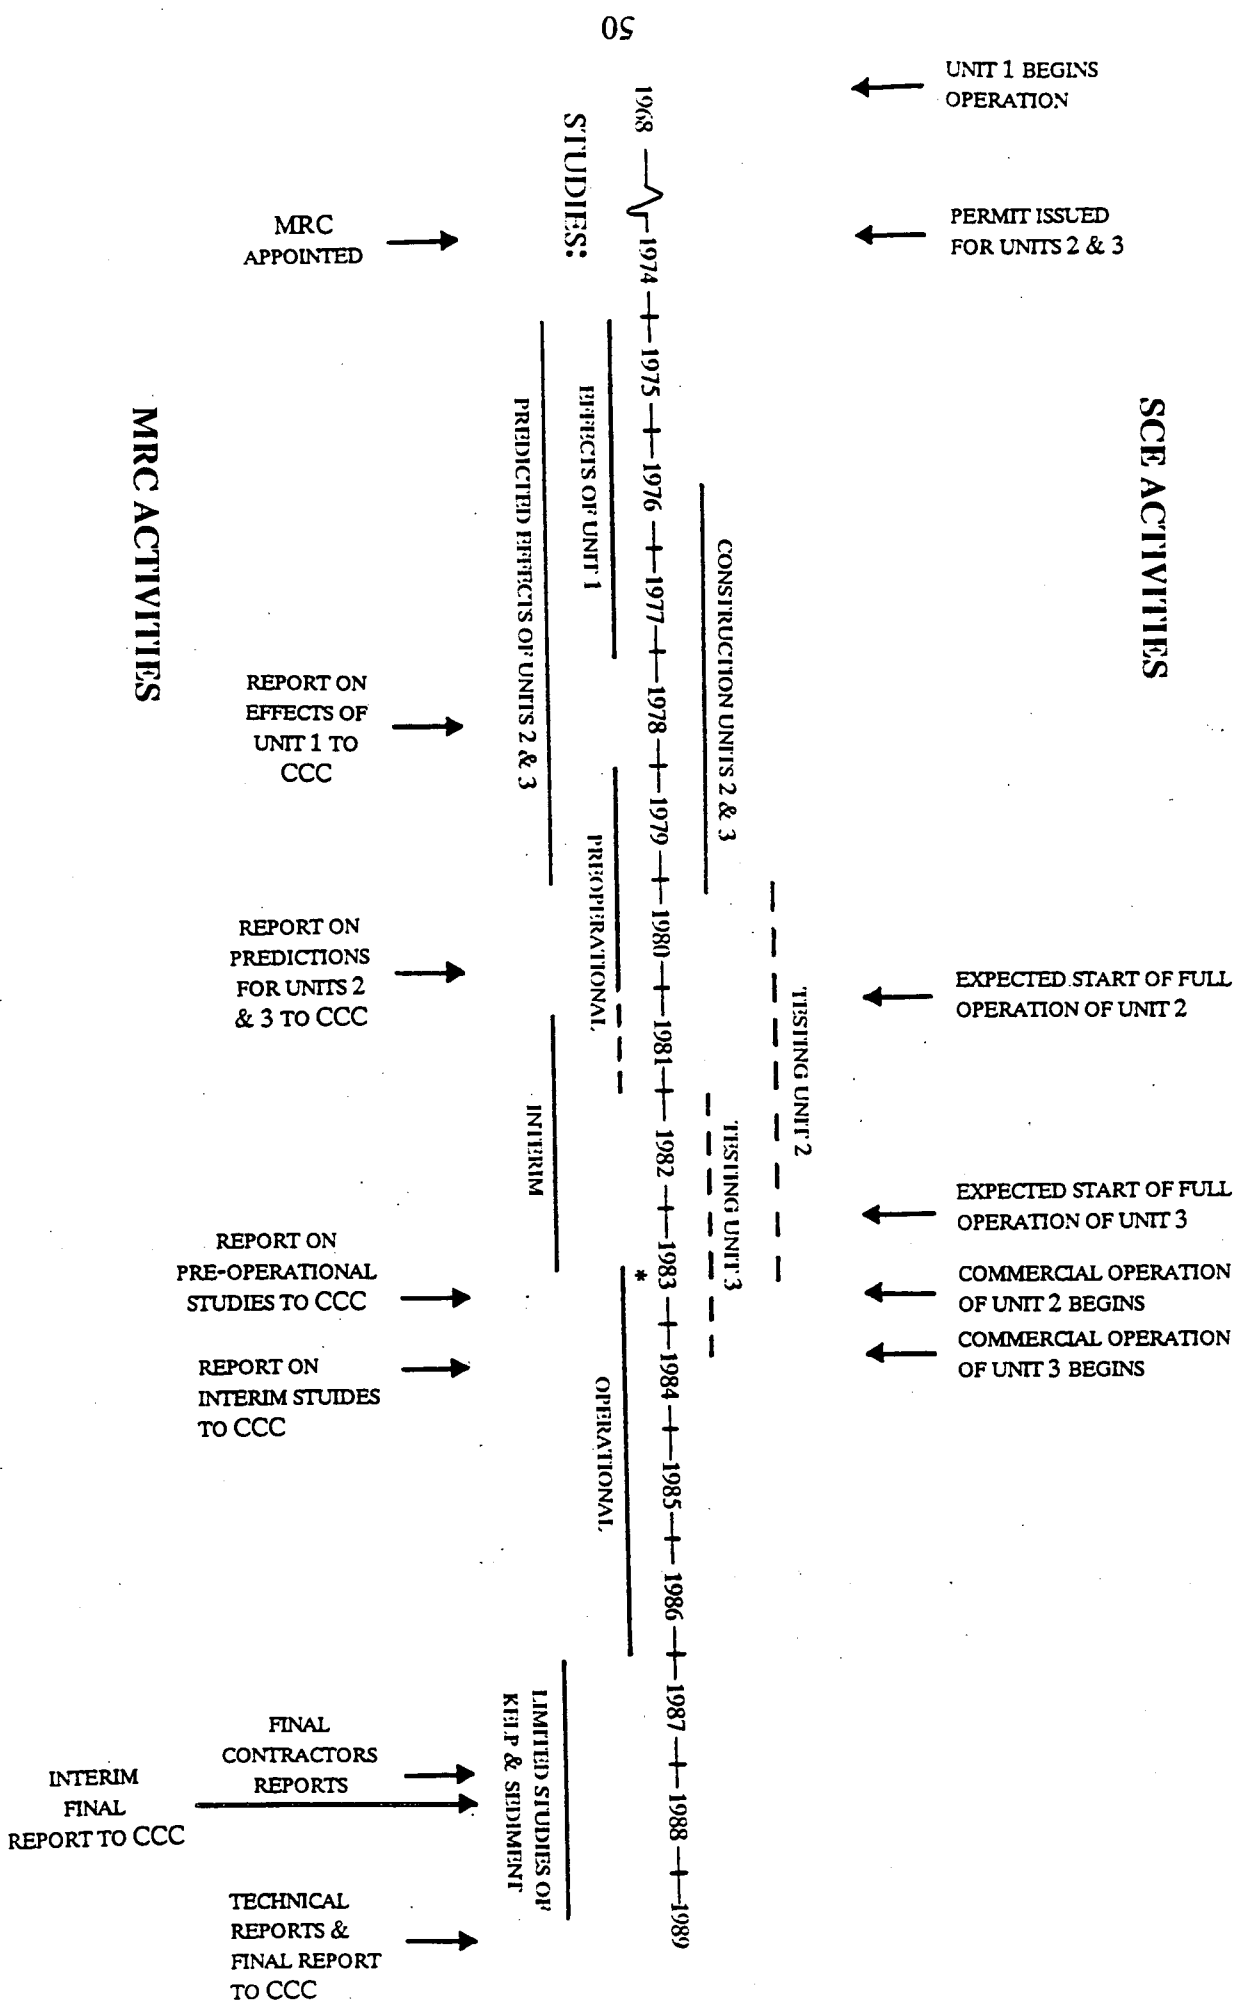 50
UNIT 1 BEGINS
OPERATION
PERMIT ISSUED
FOR UNITS 2 & 3
SCE ACTIVITIES
EXPECTED START OF FULL
OPERATION OF UNIT 2
EXPECTED START OF FULL
OPERATION OF UNIT 3
COMMERCIAL OPERATION
OF UNIT 2 BEGINS
COMMERCIAL OPERATION
OF UNIT 3 BEGINS
TESTING UNIT 2
CONSTRUCTION UNITS 2 & 3
TESTING UNIT 3
1968
1974
1975
1976
1977
1978
1979
1980
1981
1982
1983
*
1984
1985
1986
1987
1988
1989
STUDIES:
EFFECTS OF UNIT 1
PREOPERATIONAL
OPERATIONAL
PREDICTED EFFECTS OF UNITS 2 & 3
INTERIM
LIMITED STUDIES OF
KELP & SEDIMENT
MRC
APPOINTED
MRC ACTIVITIES
REPORT ON
EFFECTS OF
UNIT 1 TO
CCC
REPORT ON
PREDICTIONS
FOR UNITS 2
& 3 TO CCC
REPORT ON
PRE-OPERATIONAL
STUDIES TO CCC
REPORT ON
INTERIM STUIDES
TO CCC
FINAL
CONTRACTORS
REPORTS
INTERIM
FINAL
REPORT TO CCC
TECHNICAL
REPORTS &
FINAL REPORT
TO CCC